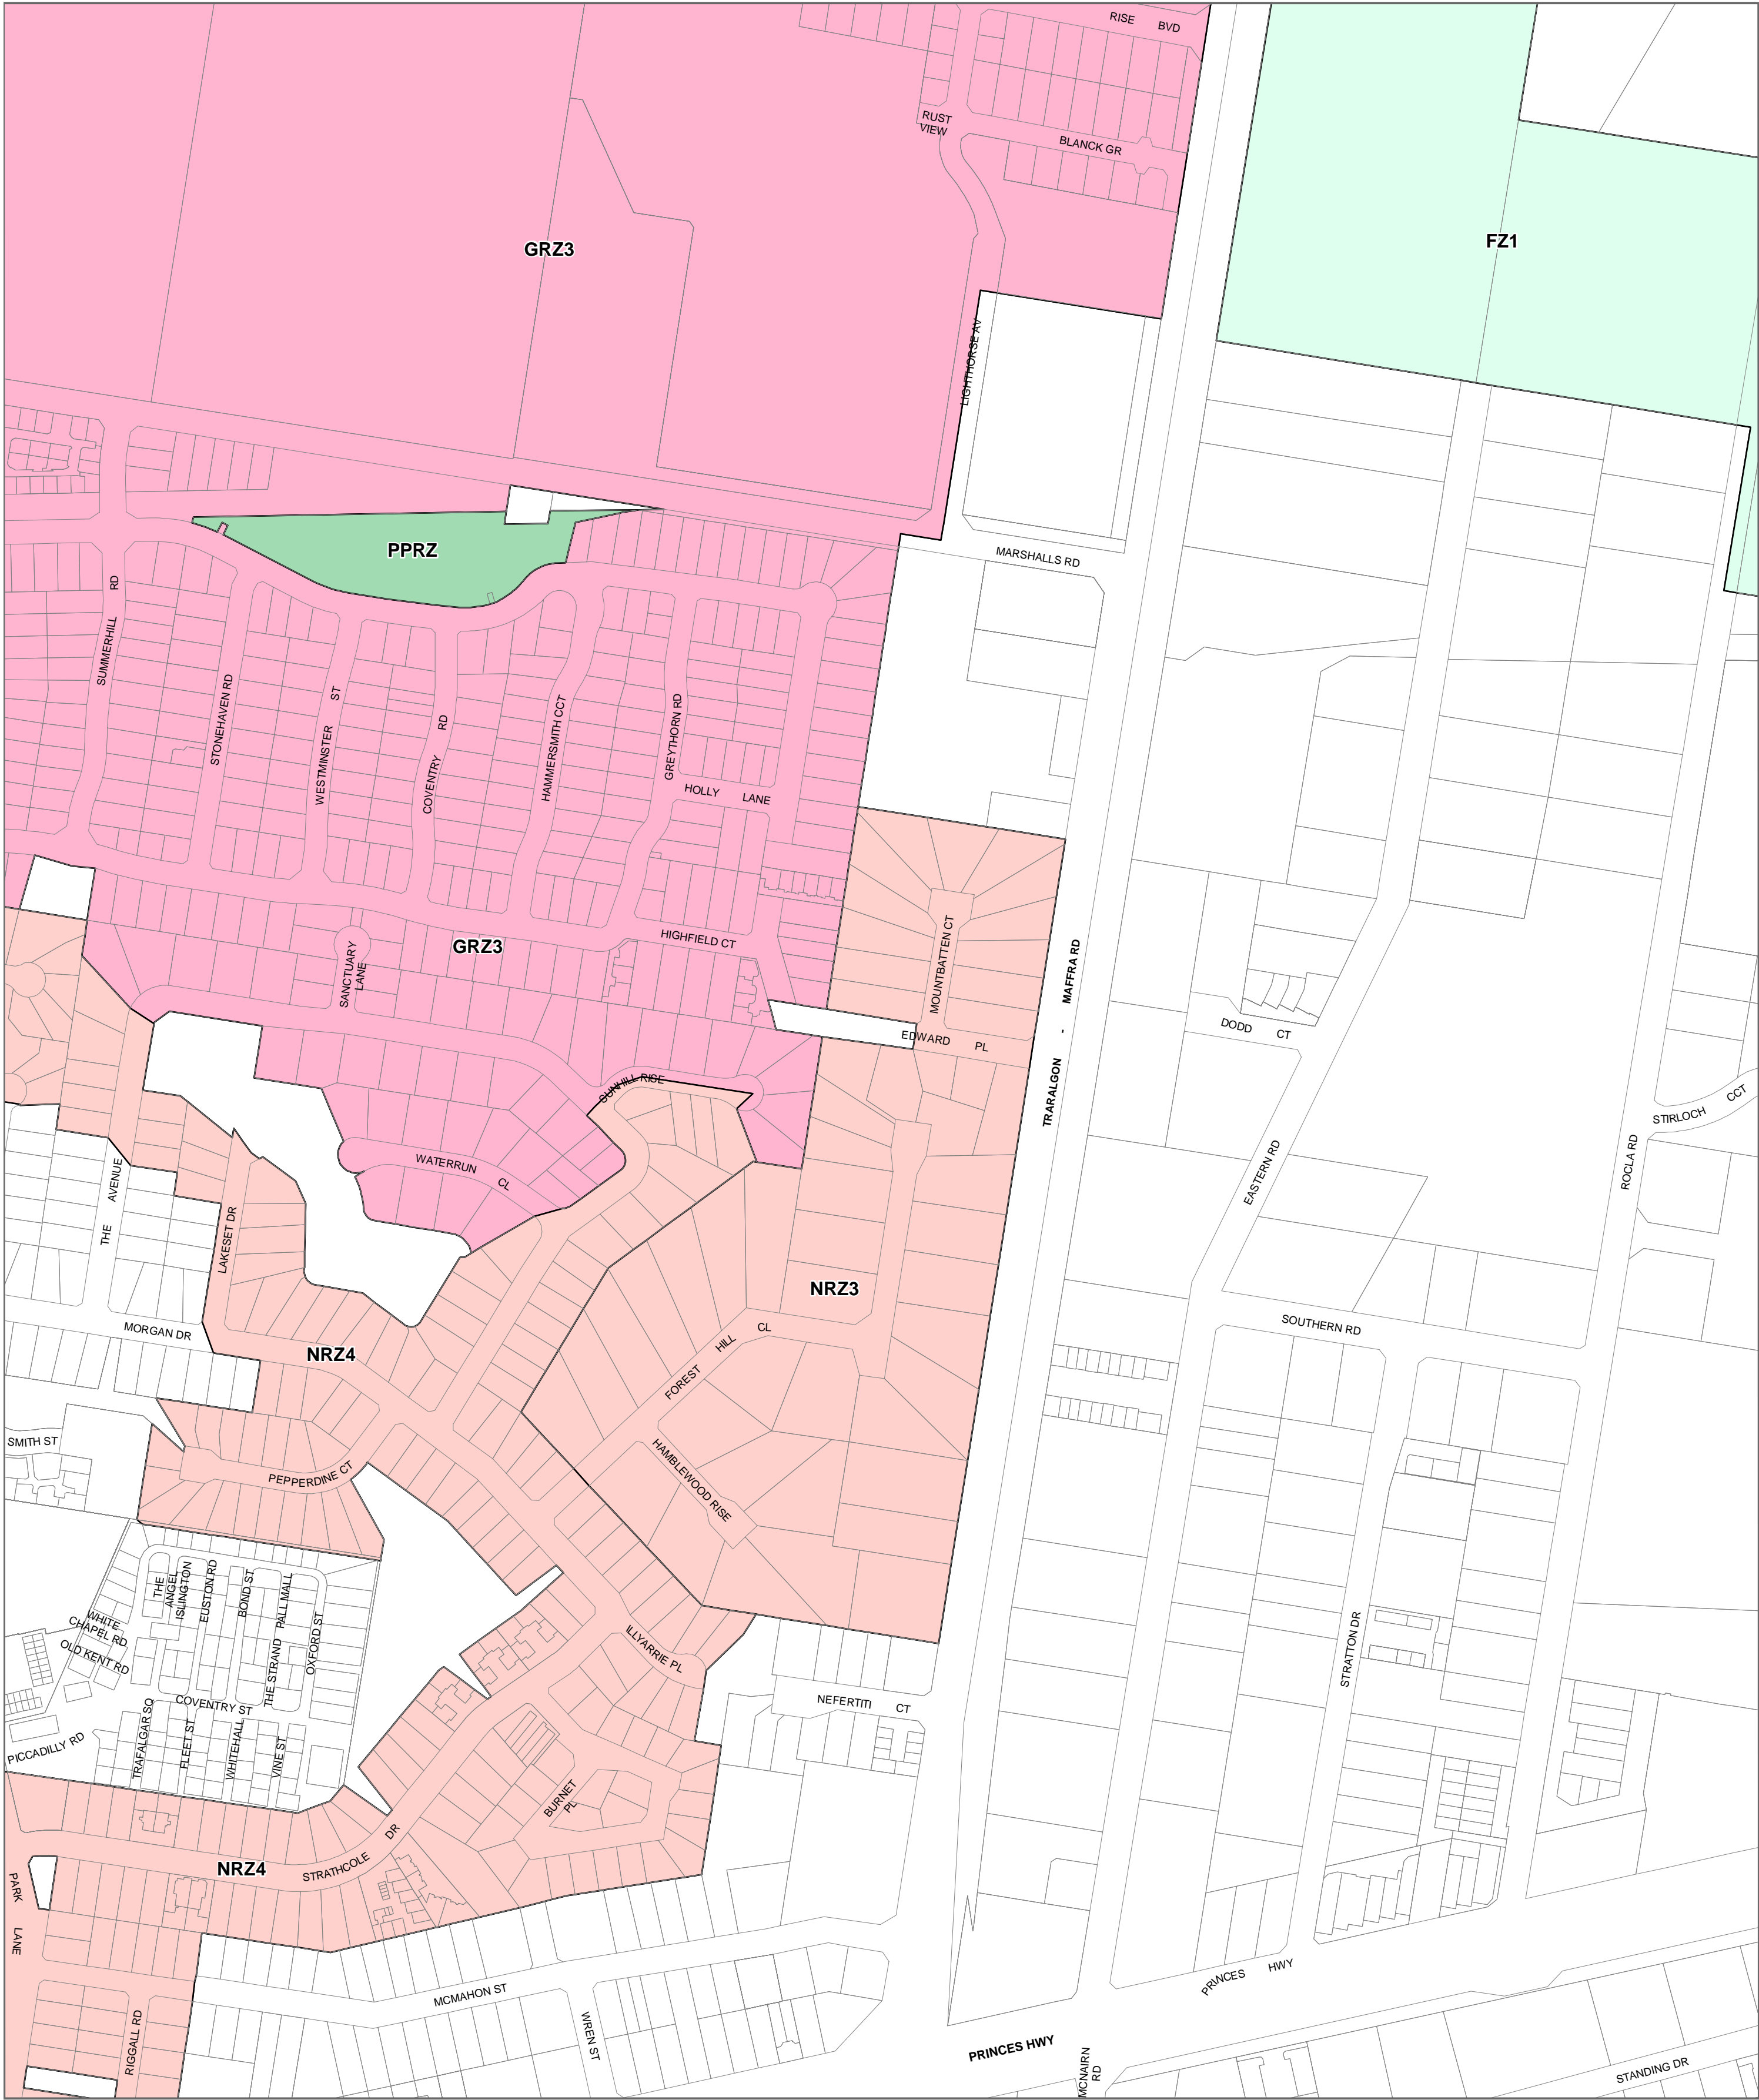 RISE BVD
RUST
VIEW
BLANCK GR
GRZ3
FZ1
LIGHTHORSE AV
PPRZ
MARSHALLS RD
SUMMERHILL RD
STONEHAVEN RD
WESTMINSTER ST
COVENTRY RD
HAMMERSMITH CCT
GREYTHORN RD
HOLLY LANE
GRZ3
HIGHFIELD CT
SANCTUARY
LANE
MOUNTBATTEN CT
TRARALGON - MAFFRA RD
EDWARD PL
DODD CT
SUNHILL RISE
STIRLOCH CCT
WATERRUN CL
THE AVENUE
LAKESET DR
EASTERN RD
ROCLA RD
NRZ3
MORGAN DR
NRZ4
FOREST HILL CL
SOUTHERN RD
SMITH ST
PEPPERDINE CT
HAMBLEWOOD RISE
THE
ANGEL
ISLINGTON
EUSTON RD
BOND ST
PALL MALL
THE STRAND
OXFORD ST
WHITE
CHAPEL RD
OLD KENT RD
ILLYARRIE PL
STRATTON DR
COVENTRY ST
NEFERTITI CT
PICCADILLY RD
TRAFALGAR SQ
FLEET ST
WHITEHALL
VINE ST
BURNET
PL
NRZ4
STRATHCOLE DR
PARK LANE
PRINCES HWY
MCMAHON ST
RIGGALL RD
WREN ST
PRINCES HWY
MCNAIRN
RD
STANDING DR